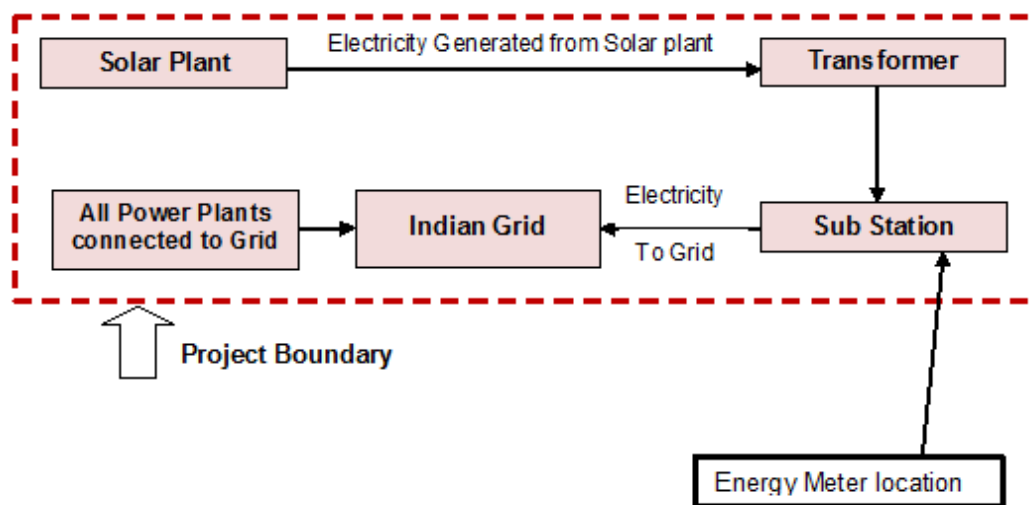 Solar Plant
Electricity Generated from Solar plant
Transformer
All Power Plants
connected to Grid
Indian Grid
Electricity
To Grid
Sub Station
Project Boundary
Energy Meter location